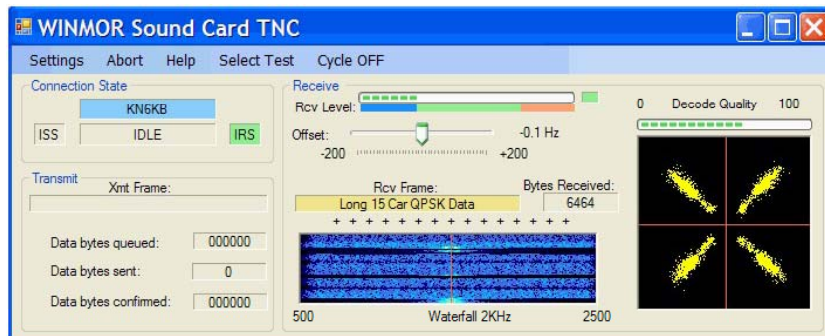 WINMOR Sound Card TNC
Settings Abort Help Select Test Cycle OFF
Connection State
KN6KB
ISS IDLE IRS
Transmit
Xmt Frame:
Data bytes queued: 000000
Data bytes sent: 0
Data bytes confirmed: 000000
Receive
Rcv Level:
Offset: -0.1 Hz
-200 +200
Rcv Frame: Bytes Received:
Long 15 Car QPSK Data 6464
+ + + + + + + + + + + + + + +
500 Waterfall 2KHz 2500
0 Decode Quality 100